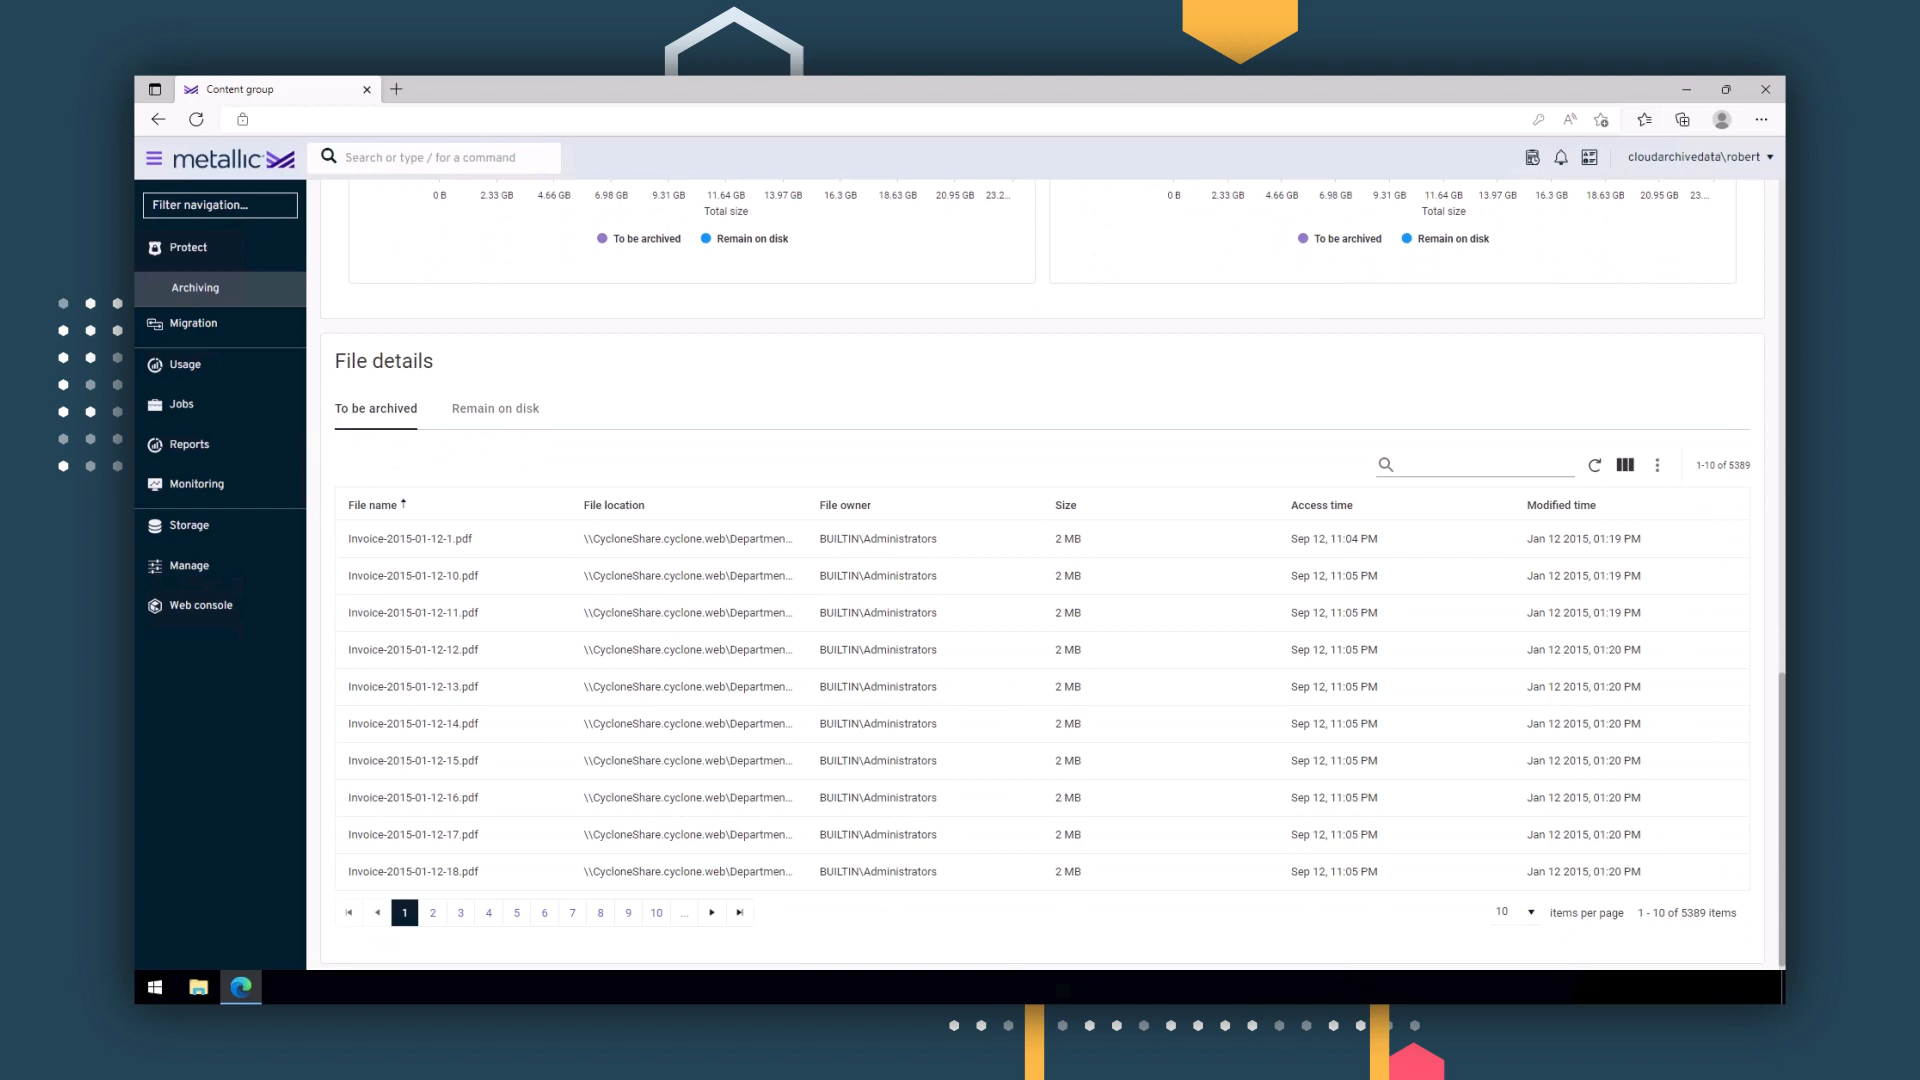 Content group
metallic
Search or type / for a command
cloudarchivedata\robert
Filter navigation...
Protect
Archiving
Migration
Usage
Jobs
Reports
Monitoring
Storage
Manage
Web console
0 B 2.33 GB 4.66 GB 6.98 GB 9.31 GB 11.64 GB 13.97 GB 16.3 GB 18.63 GB 20.95 GB 23.2...
Total size
To be archived Remain on disk
0 B 2.33 GB 4.66 GB 6.98 GB 9.31 GB 11.64 GB 13.97 GB 16.3 GB 18.63 GB 20.95 GB 23....
Total size
To be archived Remain on disk
File details
To be archived Remain on disk
1-10 of 5389
File name File location File owner Size Access time Modified time
Invoice-2015-01-12-1.pdf \\CycloneShare.cyclone.web\Departmen... BUILTIN\Administrators 2 MB Sep 12, 11:04 PM Jan 12 2015, 01:19 PM
Invoice-2015-01-12-10.pdf \\CycloneShare.cyclone.web\Departmen... BUILTIN\Administrators 2 MB Sep 12, 11:05 PM Jan 12 2015, 01:19 PM
Invoice-2015-01-12-11.pdf \\CycloneShare.cyclone.web\Departmen... BUILTIN\Administrators 2 MB Sep 12, 11:05 PM Jan 12 2015, 01:19 PM
Invoice-2015-01-12-12.pdf \\CycloneShare.cyclone.web\Departmen... BUILTIN\Administrators 2 MB Sep 12, 11:05 PM Jan 12 2015, 01:20 PM
Invoice-2015-01-12-13.pdf \\CycloneShare.cyclone.web\Departmen... BUILTIN\Administrators 2 MB Sep 12, 11:05 PM Jan 12 2015, 01:20 PM
Invoice-2015-01-12-14.pdf \\CycloneShare.cyclone.web\Departmen... BUILTIN\Administrators 2 MB Sep 12, 11:05 PM Jan 12 2015, 01:20 PM
Invoice-2015-01-12-15.pdf \\CycloneShare.cyclone.web\Departmen... BUILTIN\Administrators 2 MB Sep 12, 11:05 PM Jan 12 2015, 01:20 PM
Invoice-2015-01-12-16.pdf \\CycloneShare.cyclone.web\Departmen... BUILTIN\Administrators 2 MB Sep 12, 11:05 PM Jan 12 2015, 01:20 PM
Invoice-2015-01-12-17.pdf \\CycloneShare.cyclone.web\Departmen... BUILTIN\Administrators 2 MB Sep 12, 11:05 PM Jan 12 2015, 01:20 PM
Invoice-2015-01-12-18.pdf \\CycloneShare.cyclone.web\Departmen... BUILTIN\Administrators 2 MB Sep 12, 11:05 PM Jan 12 2015, 01:20 PM
1 2 3 4 5 6 7 8 9 10 ... 10 items per page 1 - 10 of 5389 items